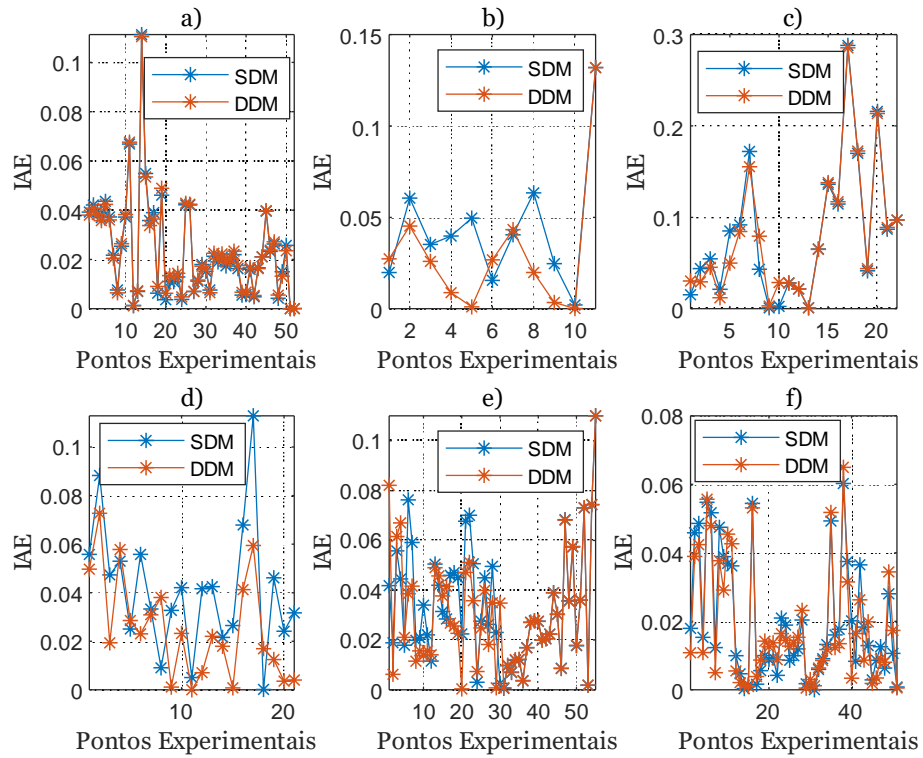 a)
0.1
0.08
0.06
0.04
0.02
0
IAE
SDM
DDM
10 20 30 40 50
Pontos Experimentais
b)
0.15
0.1
0.05
0
IAE
SDM
DDM
2 4 6 8 10
Pontos Experimentais
c)
0.3
0.2
0.1
0
IAE
SDM
DDM
5 10 15 20
Pontos Experimentais
d)
0.1
0.08
0.06
0.04
0.02
0
IAE
SDM
DDM
10 20
Pontos Experimentais
e)
0.1
0.08
0.06
0.04
0.02
0
IAE
SDM
DDM
10 20 30 40 50
Pontos Experimentais
f)
0.08
0.06
0.04
0.02
0
IAE
SDM
DDM
20 40
Pontos Experimentais